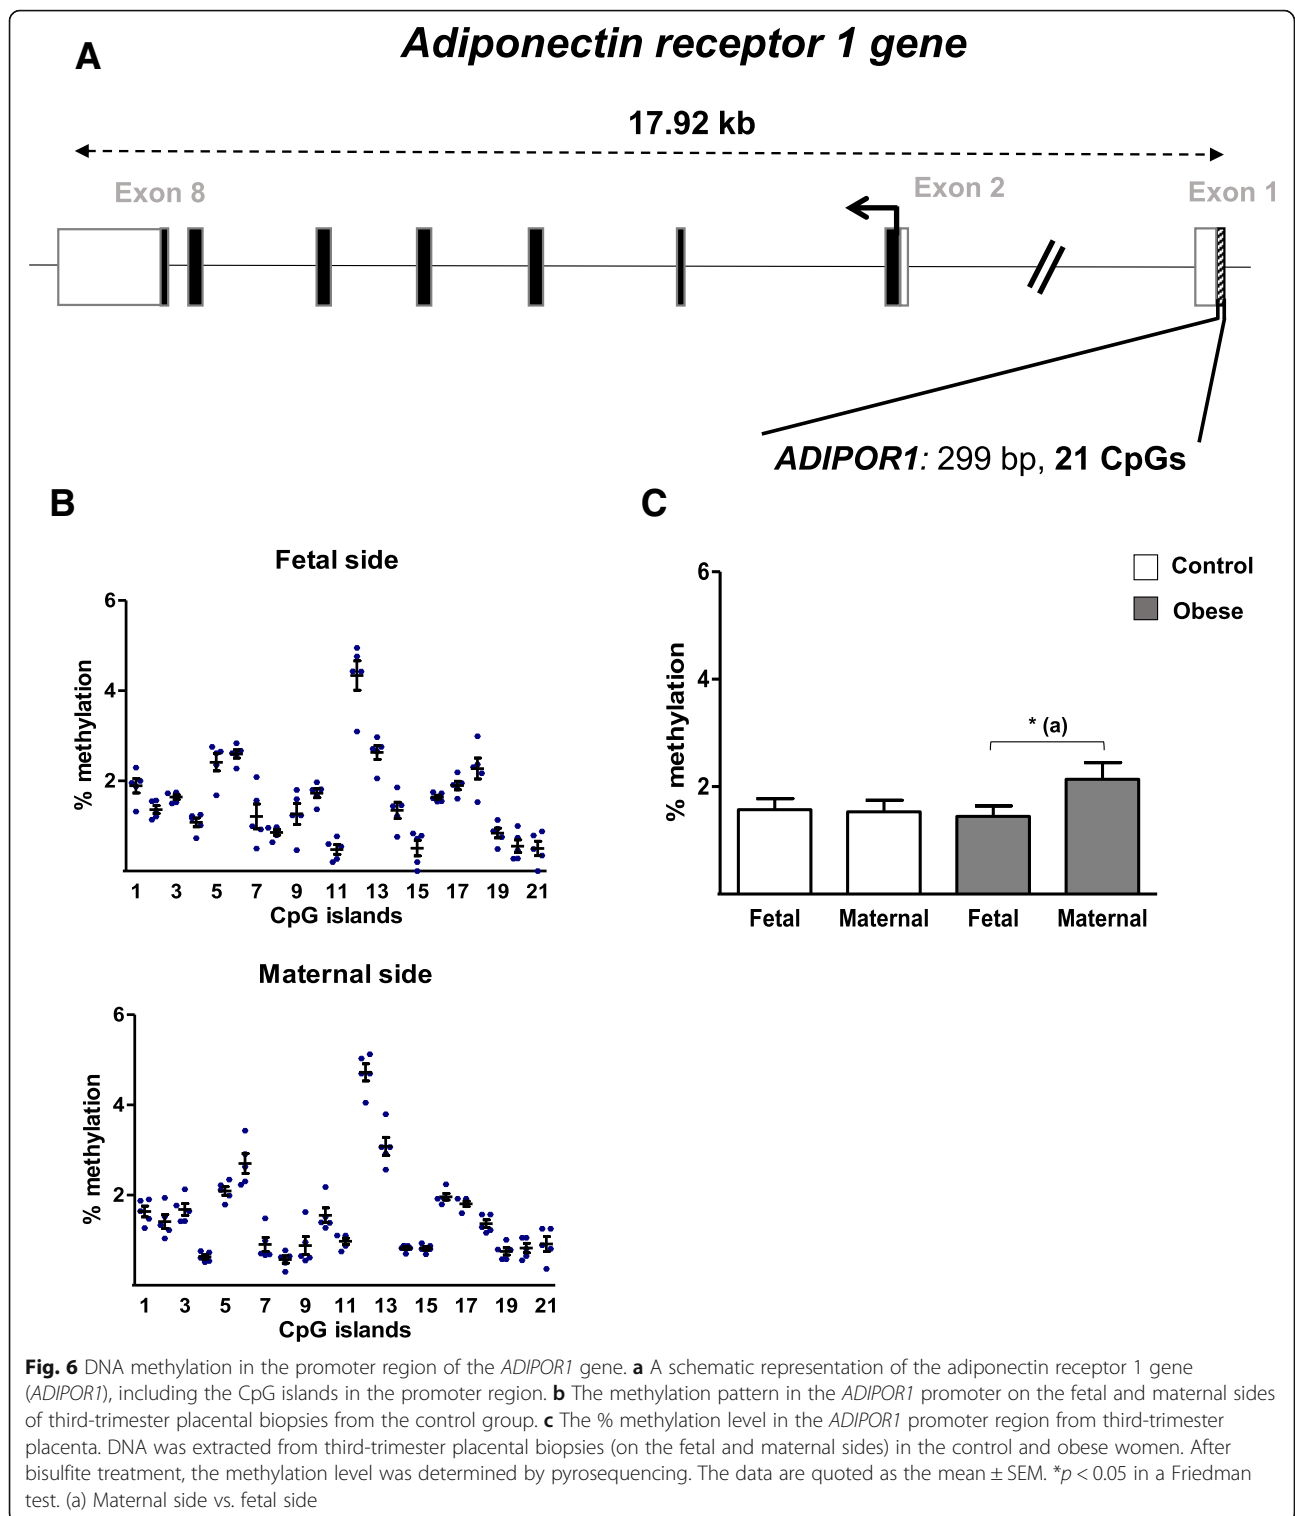 A
Adiponectin receptor 1 gene
17.92 kb
Exon 8
Exon 2
Exon 1
ADIPOR1: 299 bp, 21 CpGs
B
Fetal side
% methylation
6
4
2
1 3 5 7 9 11 13 15 17 19 21
CpG islands
Maternal side
% methylation
6
4
2
1 3 5 7 9 11 13 15 17 19 21
CpG islands
C
Control
Obese
% methylation
6
4
2
* (a)
Fetal Maternal Fetal Maternal
Fig. 6 DNA methylation in the promoter region of the ADIPOR1 gene. a A schematic representation of the adiponectin receptor 1 gene
(ADIPOR1), including the CpG islands in the promoter region. b The methylation pattern in the ADIPOR1 promoter on the fetal and maternal sides
of third-trimester placental biopsies from the control group. c The % methylation level in the ADIPOR1 promoter region from third-trimester
placenta. DNA was extracted from third-trimester placental biopsies (on the fetal and maternal sides) in the control and obese women. After
bisulfite treatment, the methylation level was determined by pyrosequencing. The data are quoted as the mean ± SEM. *p < 0.05 in a Friedman
test. (a) Maternal side vs. fetal side